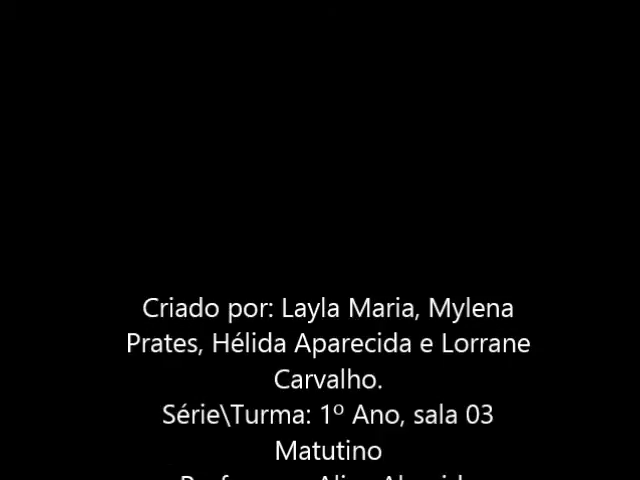 Criado por: Layla Maria, Mylena
Prates, Hélida Aparecida e Lorrane
Carvalho.
Série\Turma: 1º Ano, sala 03
Matutino